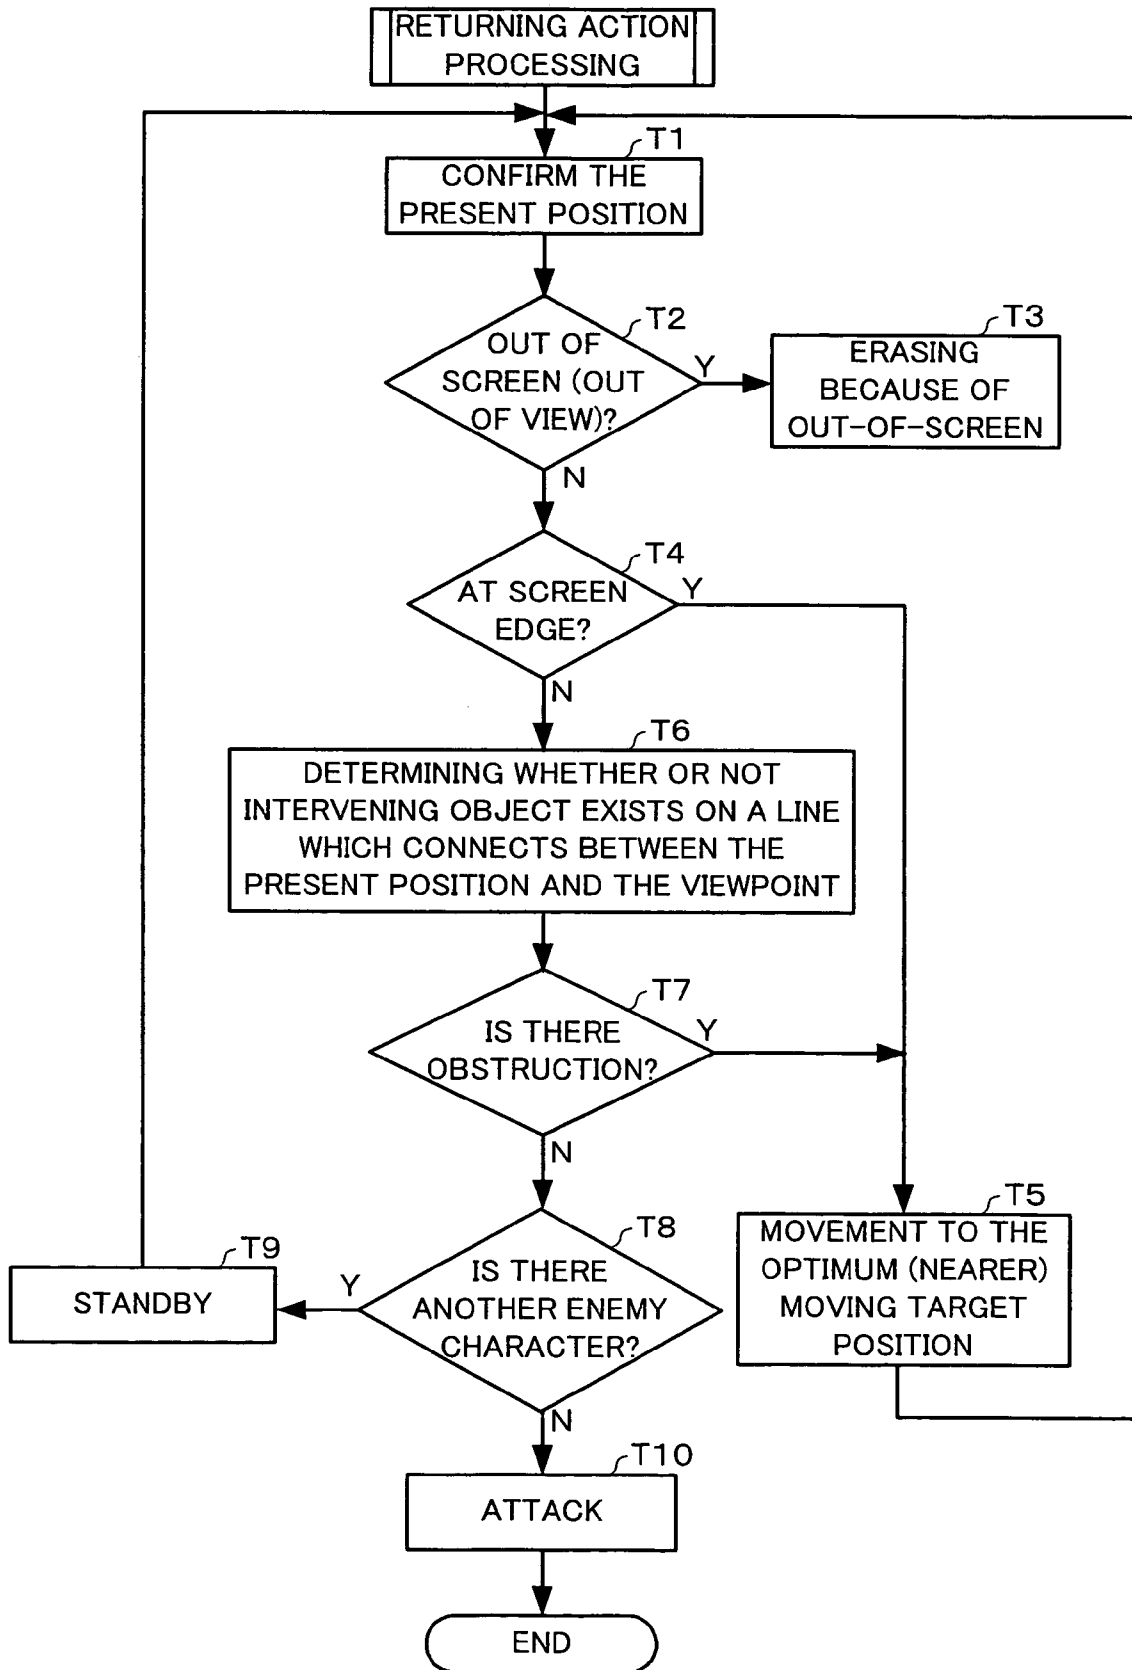 RETURNING ACTION
PROCESSING
T1
CONFIRM THE
PRESENT POSITION
T2
OUT OF
SCREEN (OUT
OF VIEW)?
Y
N
T3
ERASING
BECAUSE OF
OUT-OF-SCREEN
T4
AT SCREEN
EDGE?
Y
N
T6
DETERMINING WHETHER OR NOT
INTERVENING OBJECT EXISTS ON A LINE
WHICH CONNECTS BETWEEN THE
PRESENT POSITION AND THE VIEWPOINT
T7
IS THERE
OBSTRUCTION?
Y
N
T8
IS THERE
ANOTHER ENEMY
CHARACTER?
Y
N
T9
STANDBY
T5
MOVEMENT TO THE
OPTIMUM (NEARER)
MOVING TARGET
POSITION
T10
ATTACK
END